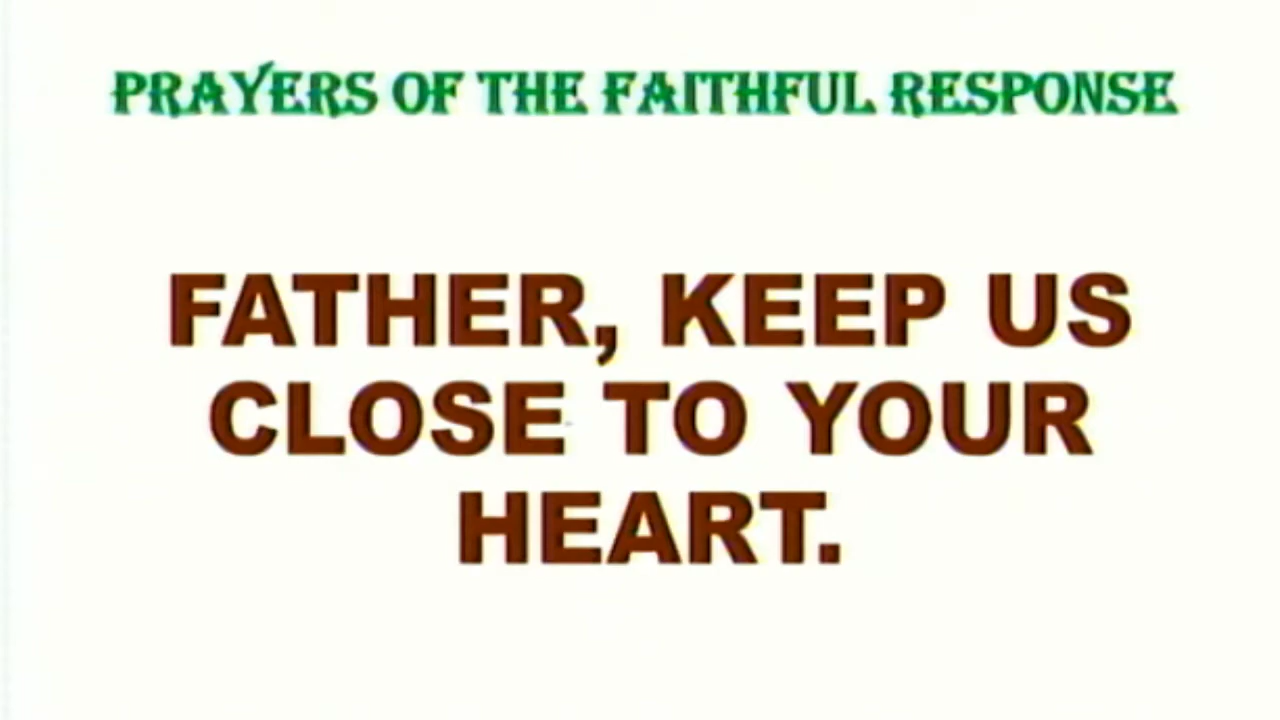 PRAYERS OF THE FAITHFUL RESPONSE
FATHER, KEEP US
CLOSE TO YOUR
HEART.